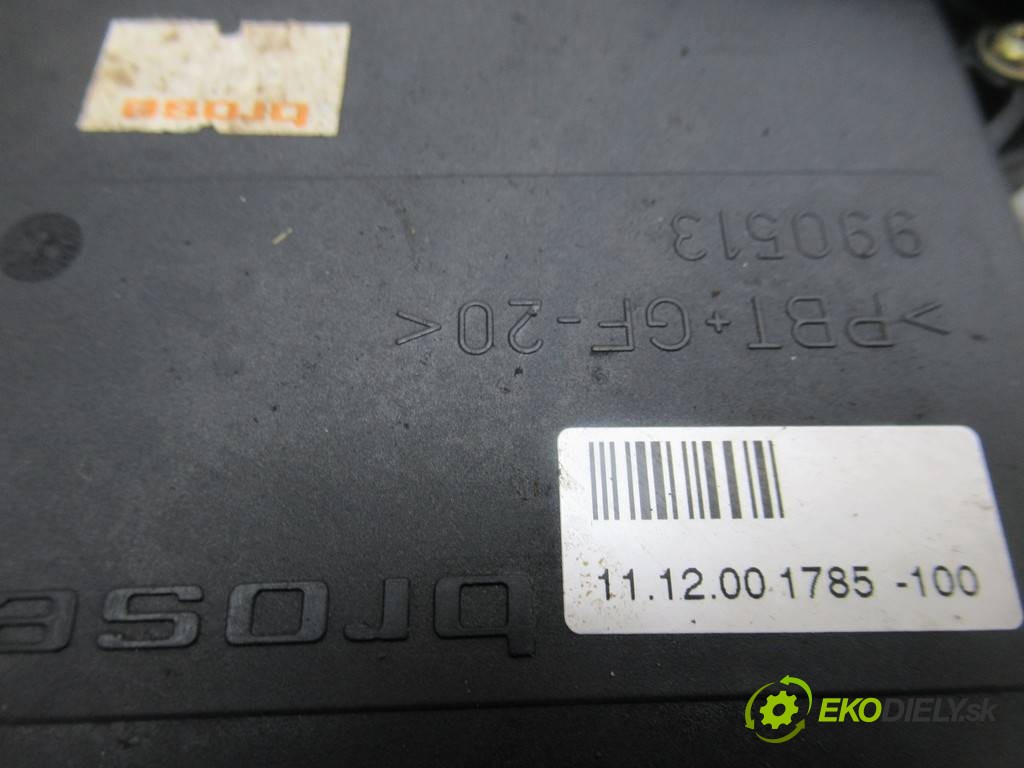 brose
990513
>PBT+GF-20<
11.12.00 1785 -100
brose
EKODIELY.sk